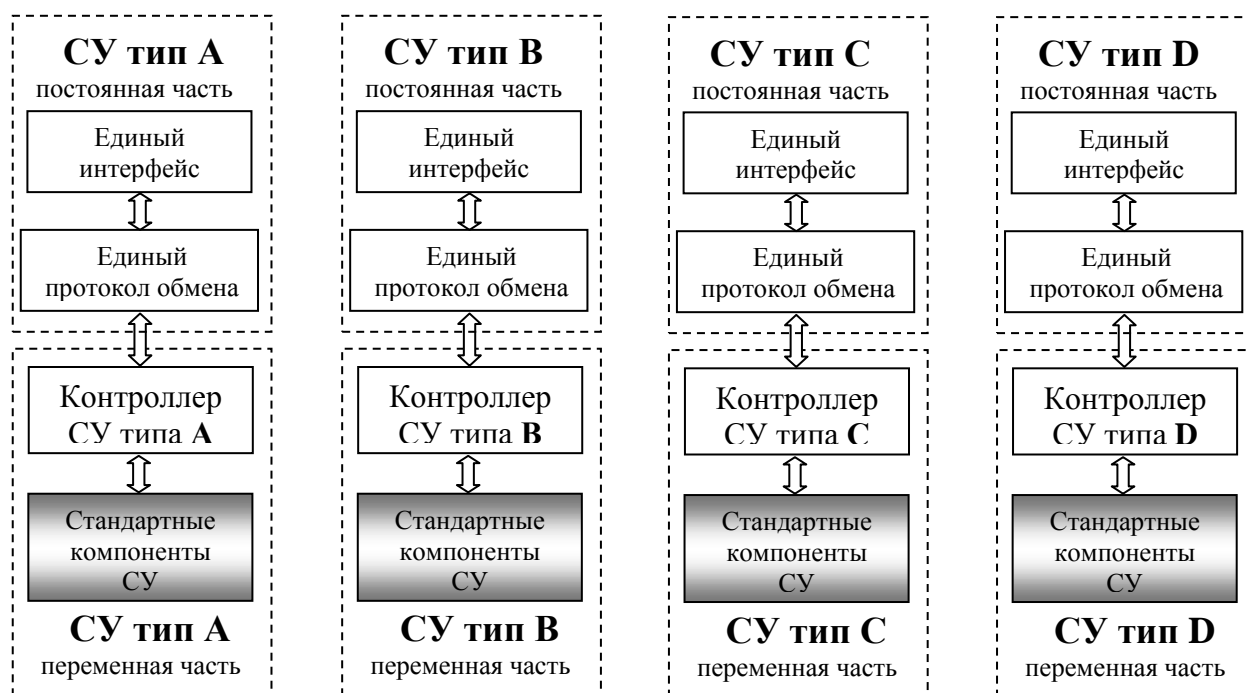 СУ тип A
постоянная часть
Единый
интерфейс
Единый
протокол обмена
Контроллер
СУ типа A
Стандартные
компоненты
СУ
СУ тип A
переменная часть
СУ тип B
постоянная часть
Единый
интерфейс
Единый
протокол обмена
Контроллер
СУ типа B
Стандартные
компоненты
СУ
СУ тип B
переменная часть
СУ тип C
постоянная часть
Единый
интерфейс
Единый
протокол обмена
Контроллер
СУ типа C
Стандартные
компоненты
СУ
СУ тип C
переменная часть
СУ тип D
постоянная часть
Единый
интерфейс
Единый
протокол обмена
Контроллер
СУ типа D
Стандартные
компоненты
СУ
СУ тип D
переменная часть